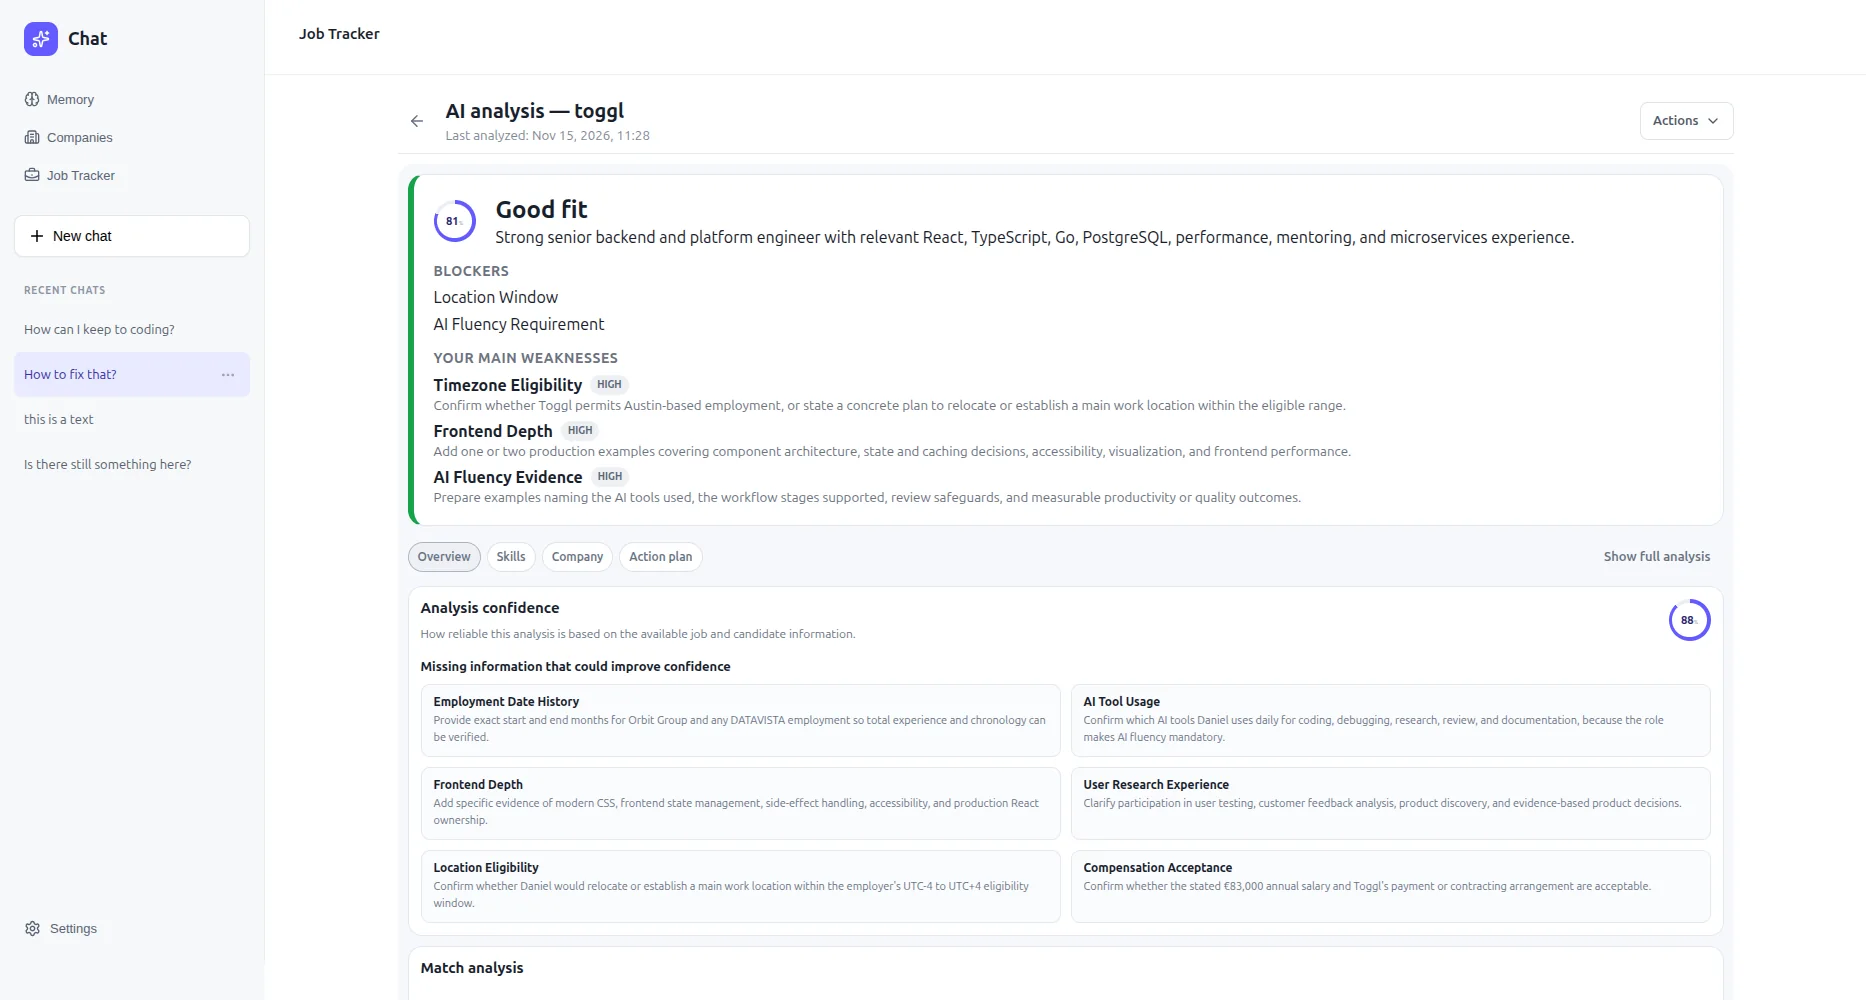 Chat
Memory
Companies
Job Tracker
New chat
RECENT CHATS
How can I keep to coding?
How to fix that?
this is a text
Is there still something here?
Settings
Job Tracker
AI analysis — toggl
Last analyzed: Nov 15, 2026, 11:28
Actions
81%
Good fit
Strong senior backend and platform engineer with relevant React, TypeScript, Go, PostgreSQL, performance, mentoring, and microservices experience.
BLOCKERS
Location Window
AI Fluency Requirement
YOUR MAIN WEAKNESSES
Timezone Eligibility HIGH
Confirm whether Toggl permits Austin-based employment, or state a concrete plan to relocate or establish a main work location within the eligible range.
Frontend Depth HIGH
Add one or two production examples covering component architecture, state and caching decisions, accessibility, visualization, and frontend performance.
AI Fluency Evidence HIGH
Prepare examples naming the AI tools used, the workflow stages supported, review safeguards, and measurable productivity or quality outcomes.
Overview Skills Company Action plan
Show full analysis
Analysis confidence
How reliable this analysis is based on the available job and candidate information.
88%
Missing information that could improve confidence
Employment Date History
Provide exact start and end months for Orbit Group and any DATAVISTA employment so total experience and chronology can
be verified.
AI Tool Usage
Confirm which AI tools Daniel uses daily for coding, debugging, research, review, and documentation, because the role
makes AI fluency mandatory.
Frontend Depth
Add specific evidence of modern CSS, frontend state management, side-effect handling, accessibility, and production React
ownership.
User Research Experience
Clarify participation in user testing, customer feedback analysis, product discovery, and evidence-based product decisions.
Location Eligibility
Confirm whether Daniel would relocate or establish a main work location within the employer's UTC-4 to UTC+4 eligibility
window.
Compensation Acceptance
Confirm whether the stated €83,000 annual salary and Toggl's payment or contracting arrangement are acceptable.
Match analysis